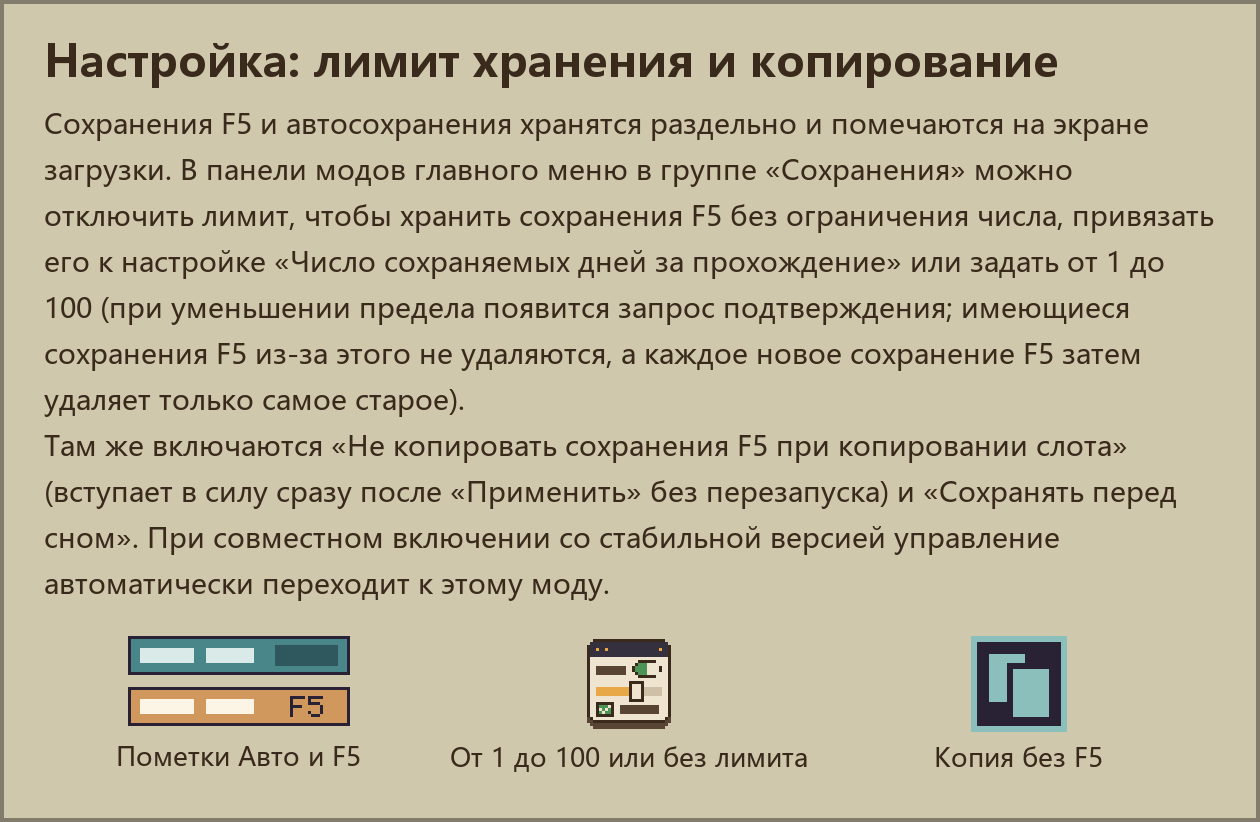 Настройка: лимит хранения и копирование
Сохранения F5 и автосохранения хранятся раздельно и помечаются на экране
загрузки. В панели модов главного меню в группе «Сохранения» можно
отключить лимит, чтобы хранить сохранения F5 без ограничения числа, привязать
его к настройке «Число сохраняемых дней за прохождение» или задать от 1 до
100 (при уменьшении предела появится запрос подтверждения; имеющиеся
сохранения F5 из-за этого не удаляются, а каждое новое сохранение F5 затем
удаляет только самое старое).
Там же включаются «Не копировать сохранения F5 при копировании слота»
(вступает в силу сразу после «Применить» без перезапуска) и «Сохранять перед
сном». При совместном включении со стабильной версией управление
автоматически переходит к этому моду.
F5
Пометки Авто и F5
От 1 до 100 или без лимита
Копия без F5